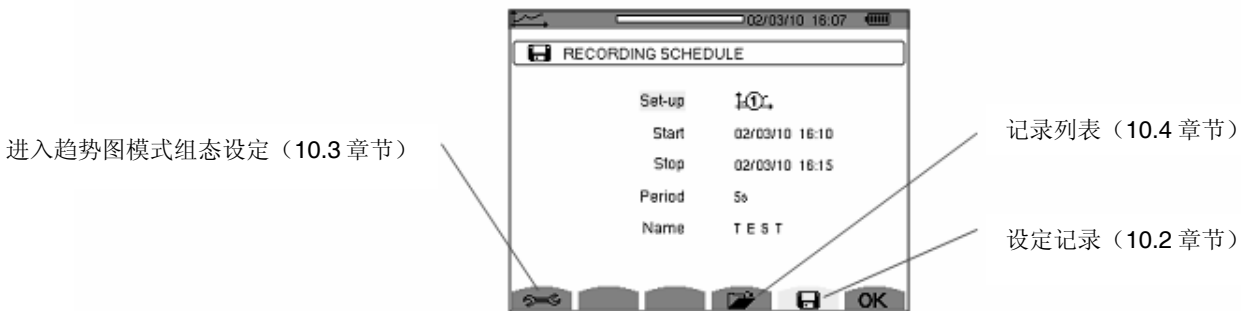 02/03/10 16:07
RECORDING SCHEDULE
Set-up 1
Start 02/03/10 16:10
Stop 02/03/10 16:15
Period 5s
Name T E S T
OK
进入趋势图模式组态设定（10.3 章节）
记录列表（10.4 章节）
设定记录（10.2 章节）